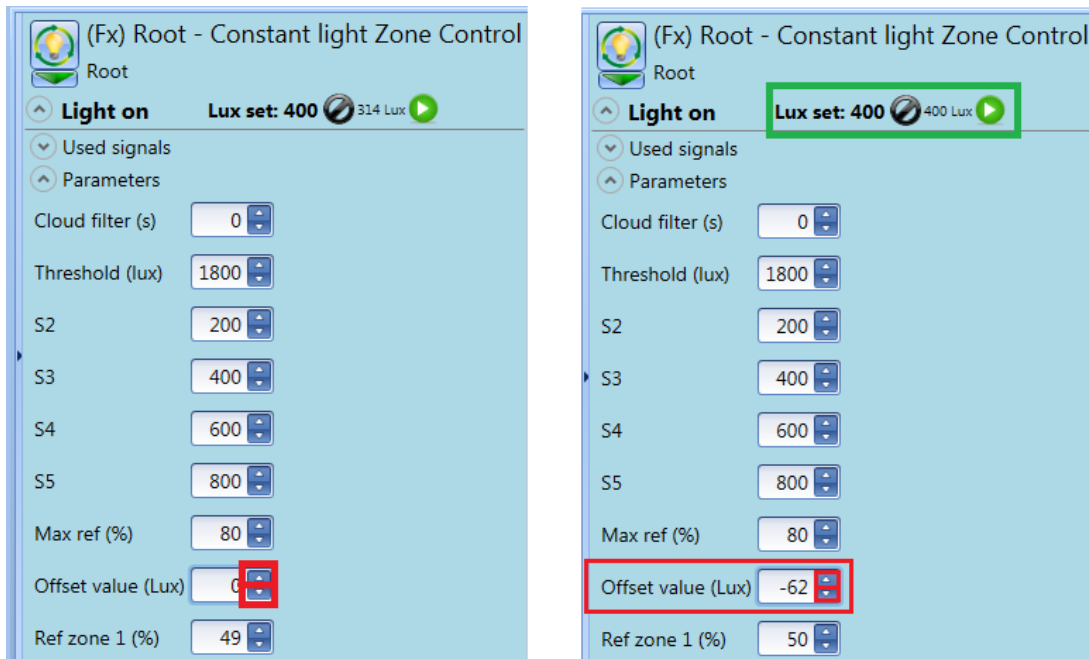 (Fx) Root - Constant light Zone Control
Root
Light on Lux set: 400 314 Lux
Used signals
Parameters
Cloud filter (s) 0
Threshold (lux) 1800
S2 200
S3 400
S4 600
S5 800
Max ref (%) 80
Offset value (Lux) 0
Ref zone 1 (%) 49
(Fx) Root - Constant light Zone Control
Root
Light on Lux set: 400 400 Lux
Used signals
Parameters
Cloud filter (s) 0
Threshold (lux) 1800
S2 200
S3 400
S4 600
S5 800
Max ref (%) 80
Offset value (Lux) -62
Ref zone 1 (%) 50